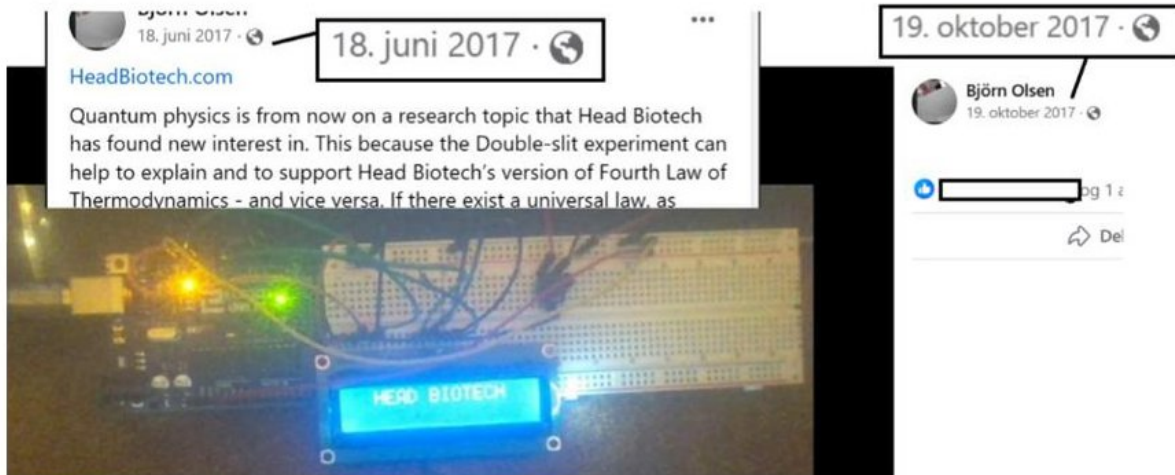 Björn Olsen
18. juni 2017 ·
18. juni 2017 ·
HeadBiotech.com
Quantum physics is from now on a research topic that Head Biotech
has found new interest in. This because the Double-slit experiment can
help to explain and to support Head Biotech's version of Fourth Law of
Thermodynamics - and vice versa. If there exist a universal law, as
HEAD BIOTECH
19. oktober 2017 ·
Björn Olsen
19. oktober 2017 ·
og 1